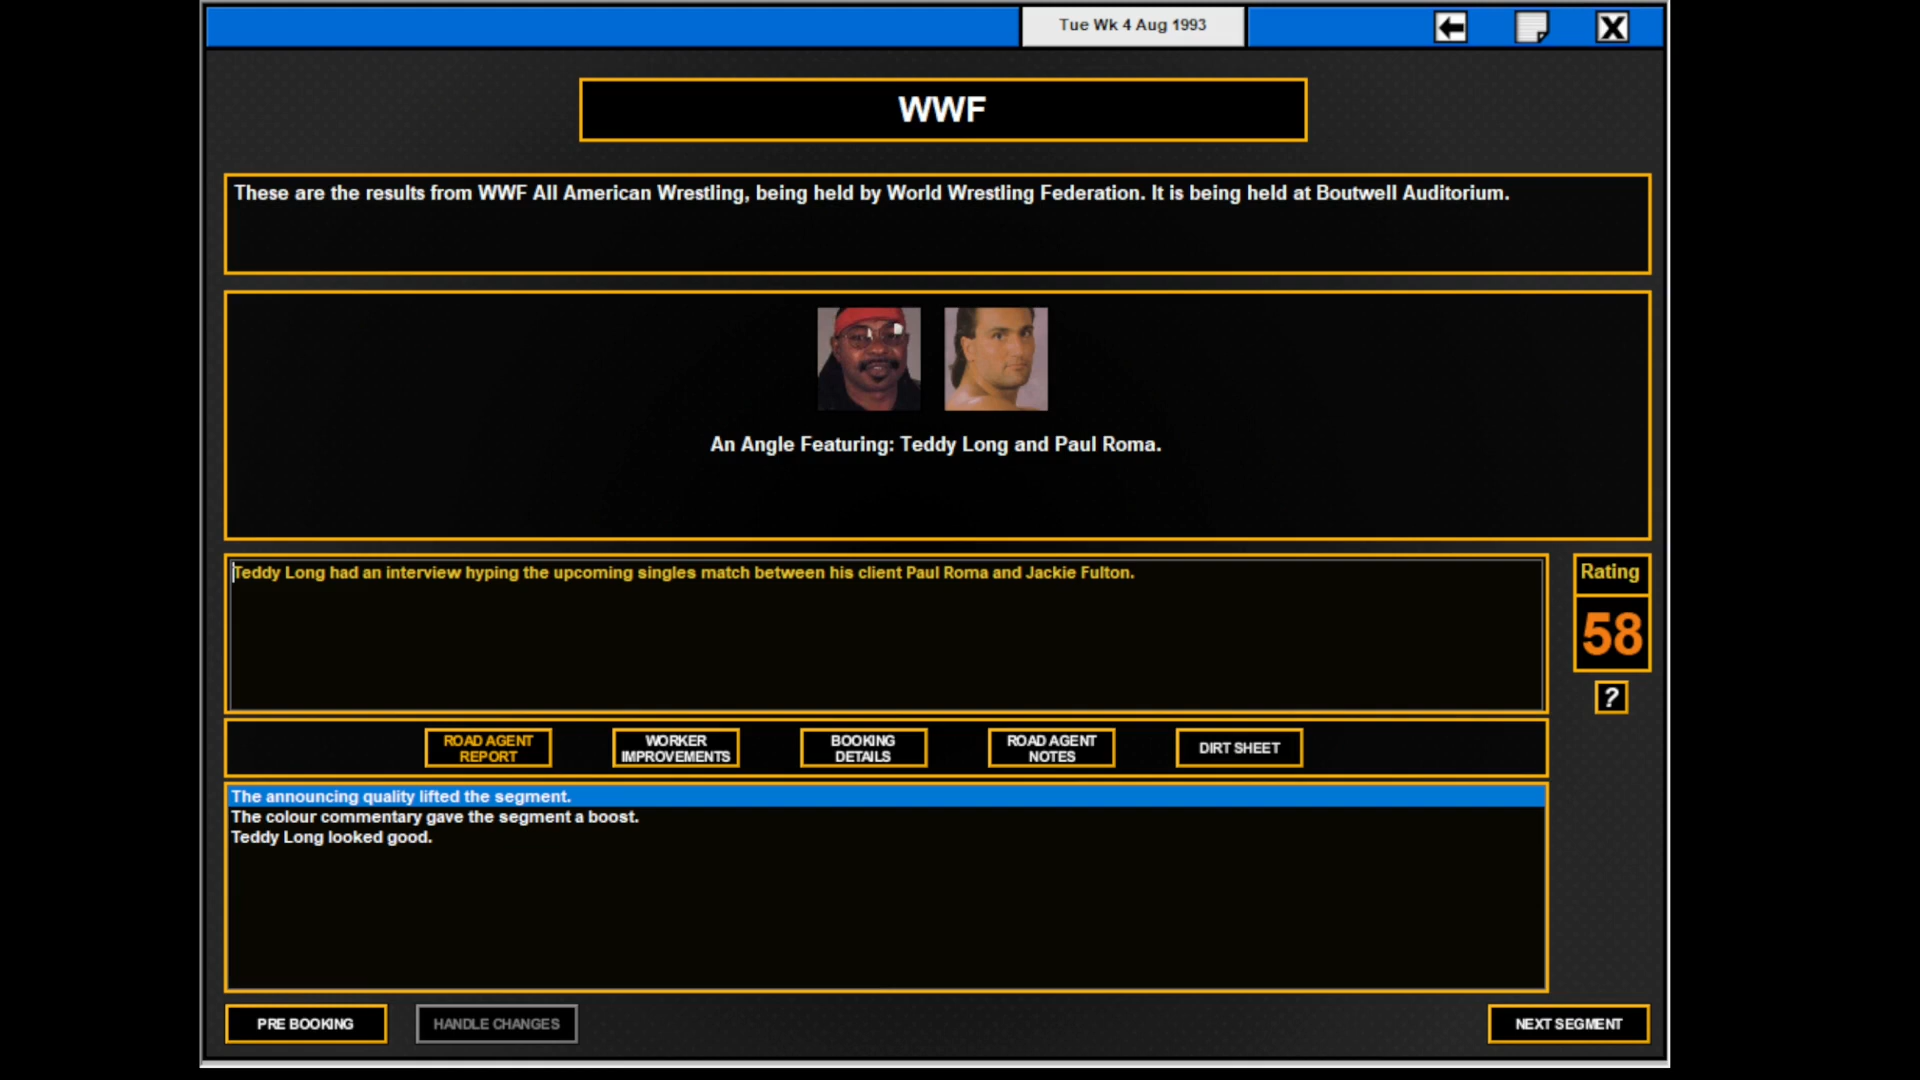 Tue Wk 4 Aug 1993
WWF
These are the results from WWF All American Wrestling, being held by World Wrestling Federation. It is being held at Boutwell Auditorium.
An Angle Featuring: Teddy Long and Paul Roma.
Teddy Long had an interview hyping the upcoming singles match between his client Paul Roma and Jackie Fulton.
Rating
58
?
ROAD AGENT
REPORT
WORKER
IMPROVEMENTS
BOOKING
DETAILS
ROAD AGENT
NOTES
DIRT SHEET
The announcing quality lifted the segment.
The colour commentary gave the segment a boost.
Teddy Long looked good.
PRE BOOKING
HANDLE CHANGES
NEXT SEGMENT